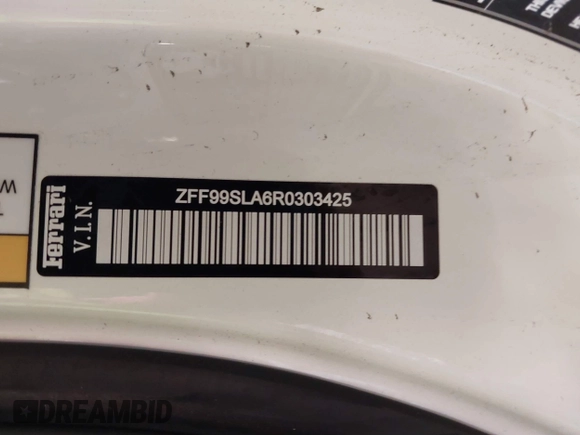 Ferrari
V.I.N.
ZFF99SLA6R0303425
DREAMBID